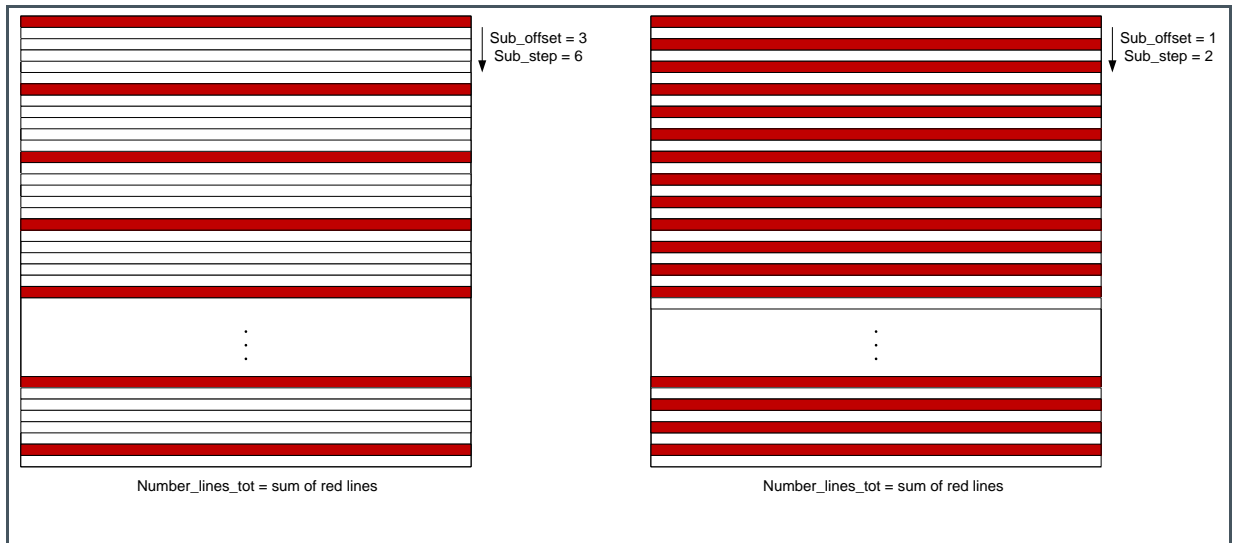 Sub_offset = 3
Sub_step = 6
Number_lines_tot = sum of red lines
Sub_offset = 1
Sub_step = 2
Number_lines_tot = sum of red lines